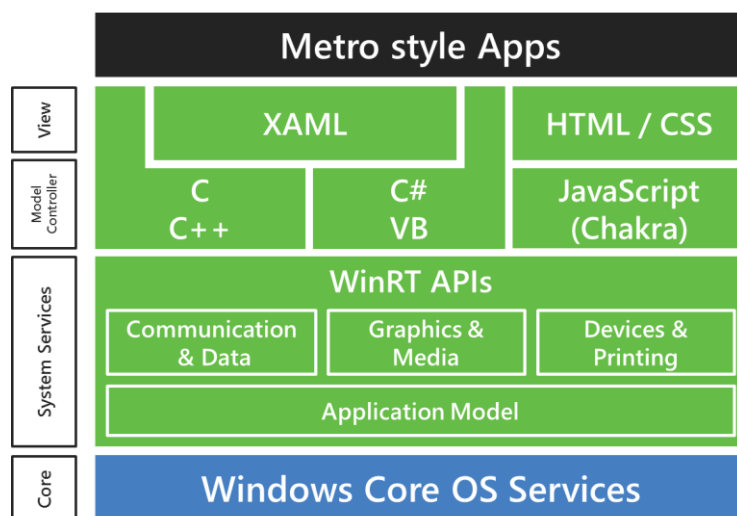 Metro style Apps
View
XAML
HTML / CSS
Model
Controller
C
C++
C#
VB
JavaScript
(Chakra)
System Services
WinRT APIs
Communication
& Data
Graphics &
Media
Devices &
Printing
Application Model
Core
Windows Core OS Services